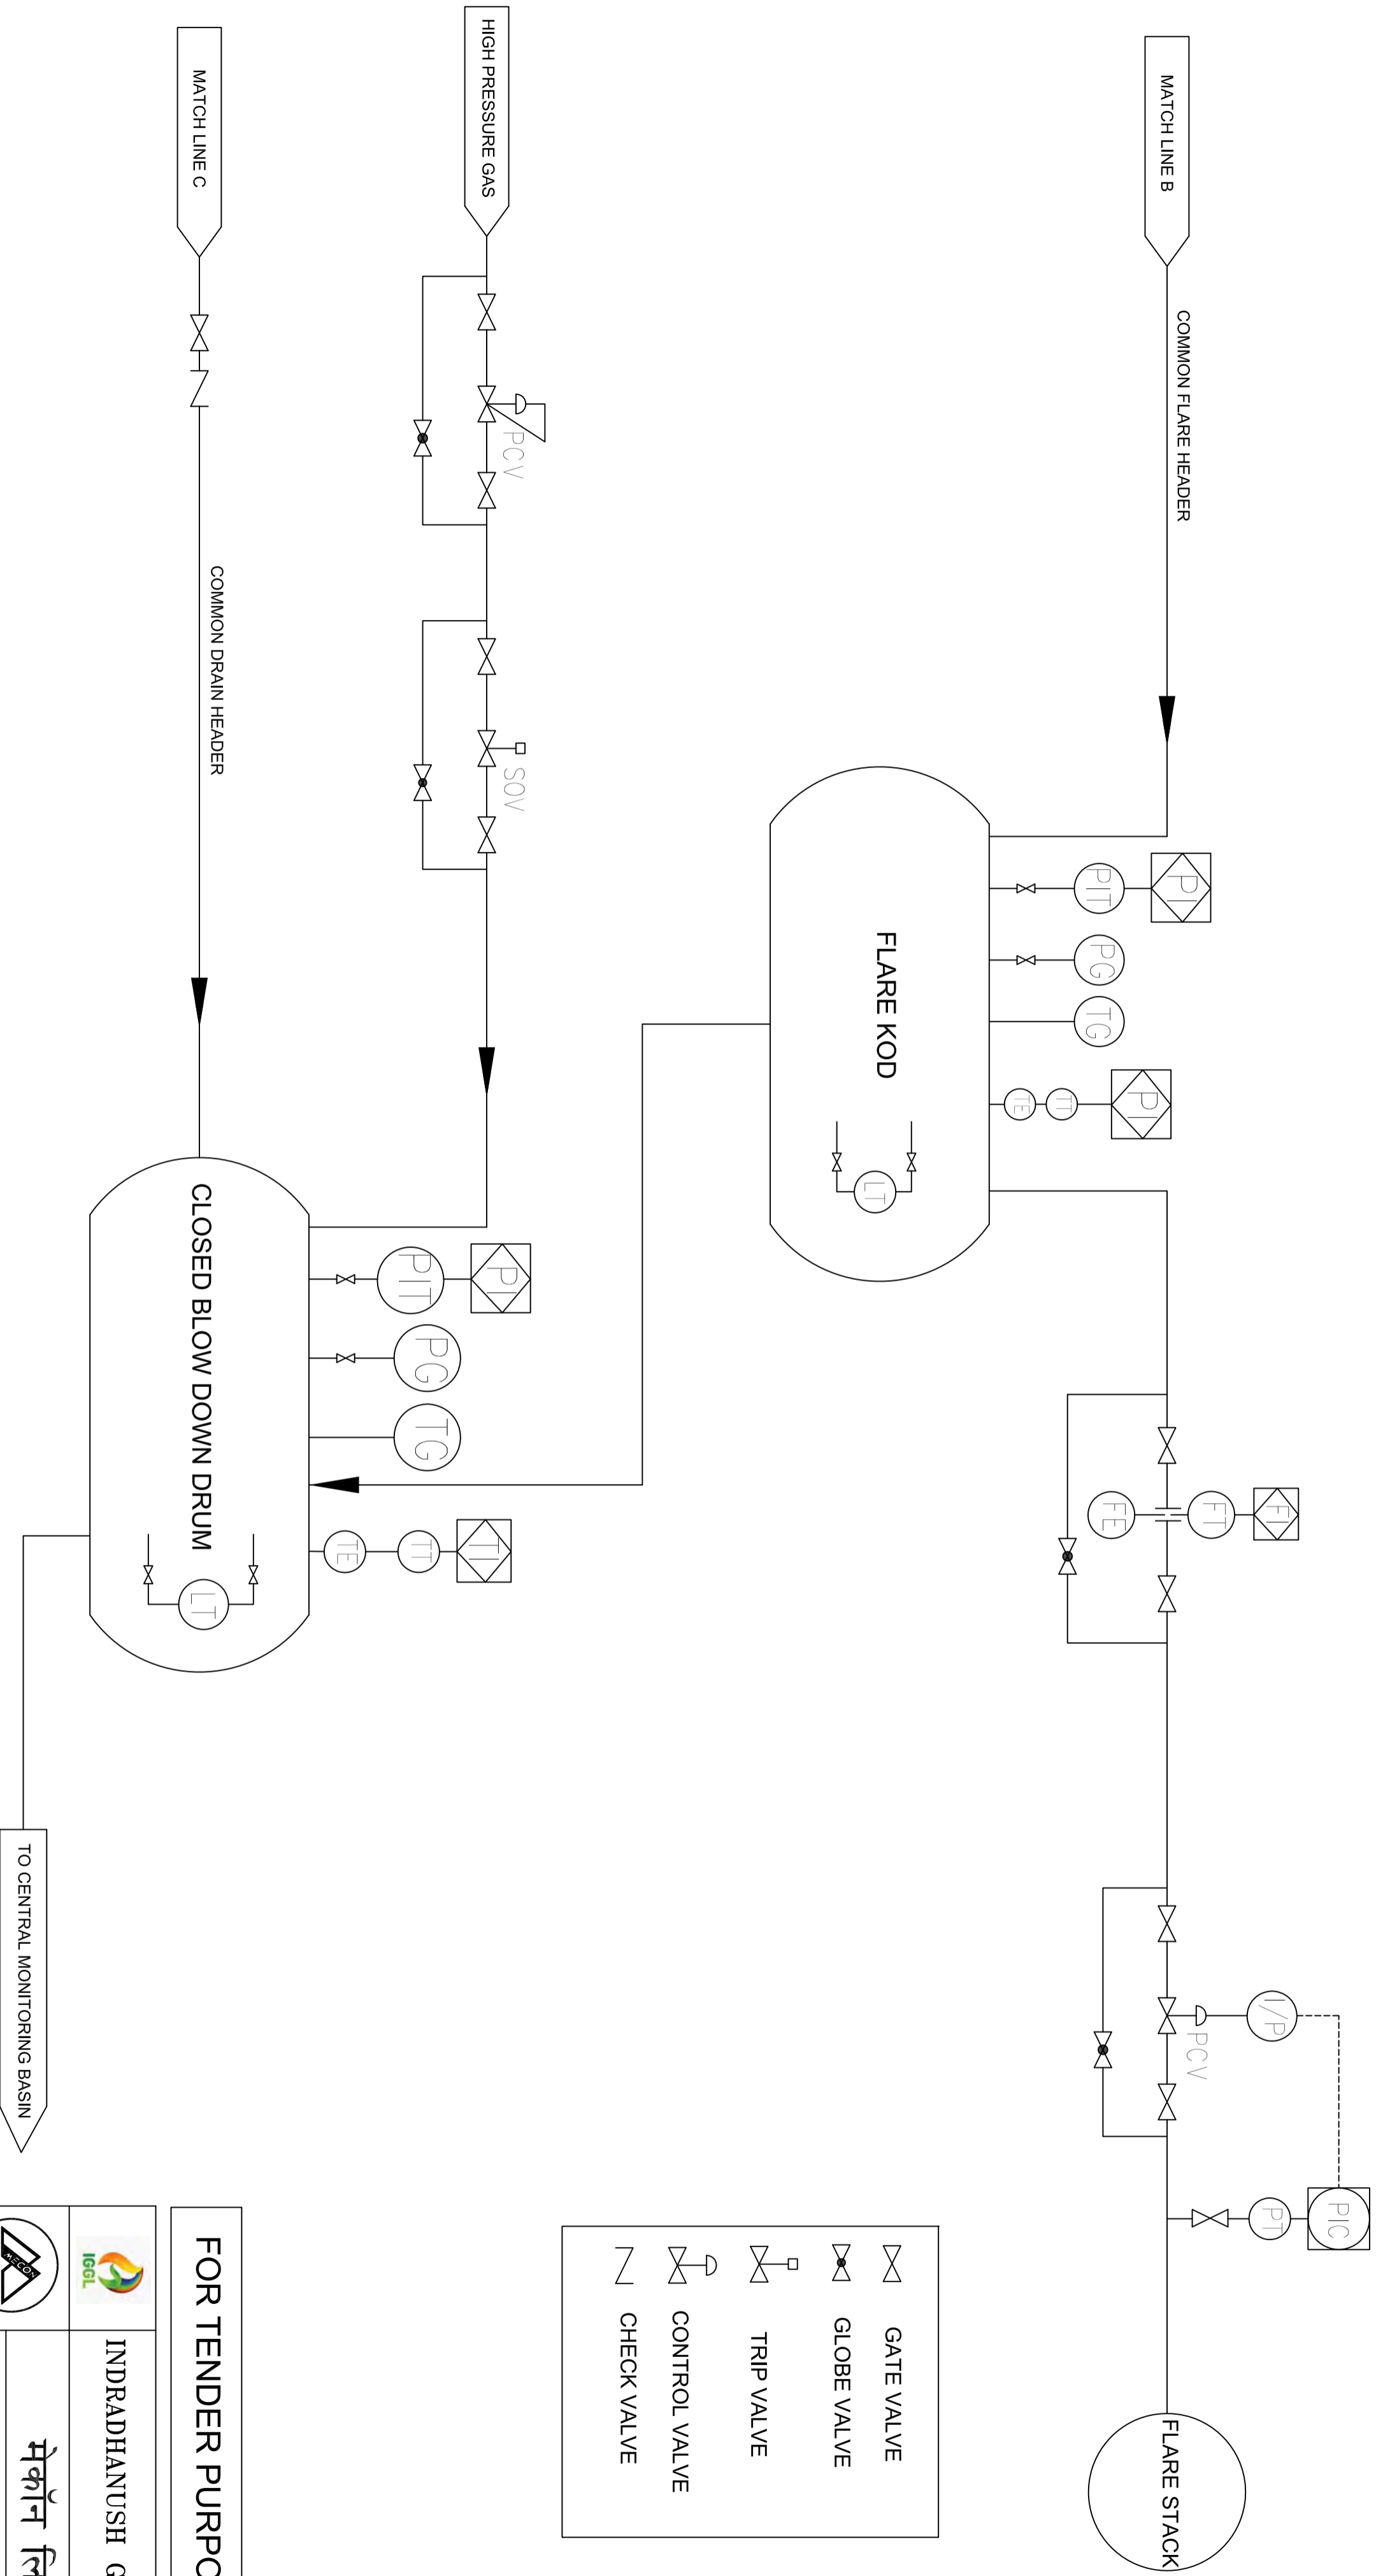 MATCH LINE B
COMMON FLARE HEADER
PI
PIT
PG
TG
PI
TT
TE
FLARE KOD
LT
FI
FT
FE
I/P
PCV
PIC
PT
FLARE STACK
HIGH PRESSURE GAS
PCV
SOV
PI
PIT
PG
TG
TI
TT
TE
MATCH LINE C
COMMON DRAIN HEADER
CLOSED BLOW DOWN DRUM
LT
TO CENTRAL MONITORING BASIN
GATE VALVE
GLOBE VALVE
TRIP VALVE
CONTROL VALVE
CHECK VALVE
FOR TENDER PURPO
IGGL
INDRADHANUSH G
MECON
मेकॉन लि